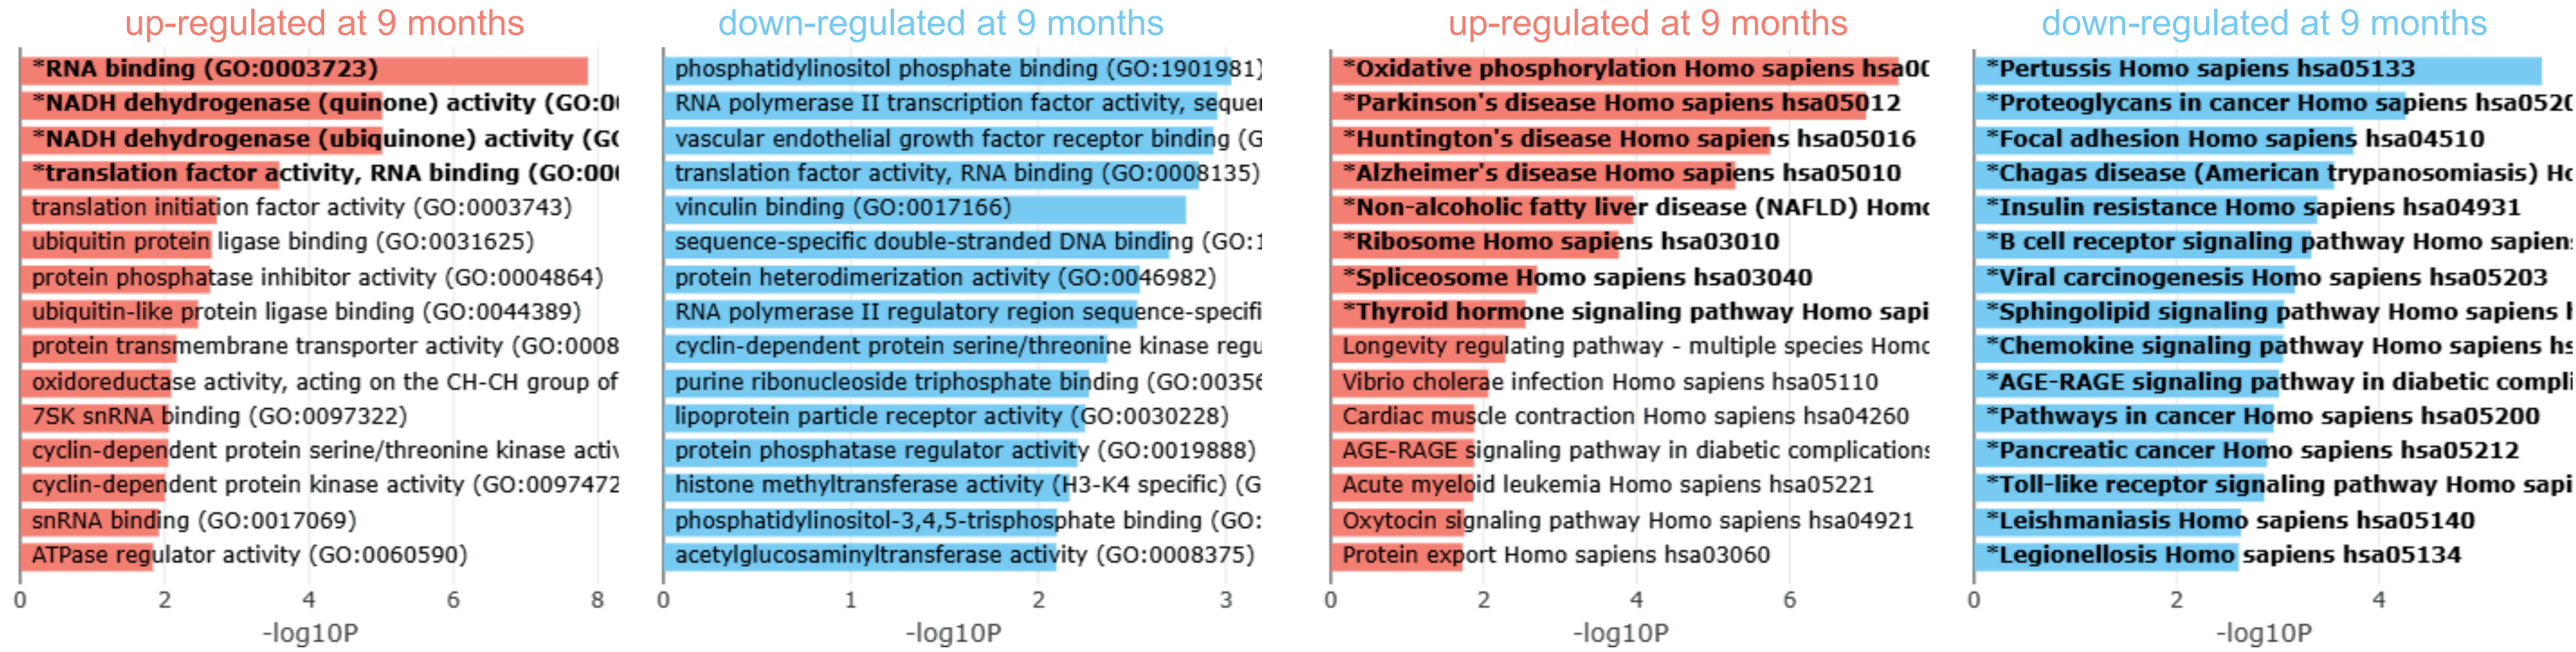 up-regulated at 9 months
*RNA binding (GO:0003723)
*NADH dehydrogenase (quinone) activity (GO:0
*NADH dehydrogenase (ubiquinone) activity (G
*translation factor activity, RNA binding (GO:00
translation initiation factor activity (GO:0003743)
ubiquitin protein ligase binding (GO:0031625)
protein phosphatase inhibitor activity (GO:0004864)
ubiquitin-like protein ligase binding (GO:0044389)
protein transmembrane transporter activity (GO:0008
oxidoreductase activity, acting on the CH-CH group of
7SK snRNA binding (GO:0097322)
cyclin-dependent protein serine/threonine kinase activ
cyclin-dependent protein kinase activity (GO:0097472
snRNA binding (GO:0017069)
ATPase regulator activity (GO:0060590)
0 2 4 6 8
-log10P
down-regulated at 9 months
phosphatidylinositol phosphate binding (GO:1901981)
RNA polymerase II transcription factor activity, sequer
vascular endothelial growth factor receptor binding (G
translation factor activity, RNA binding (GO:0008135)
vinculin binding (GO:0017166)
sequence-specific double-stranded DNA binding (GO:1
protein heterodimerization activity (GO:0046982)
RNA polymerase II regulatory region sequence-specifi
cyclin-dependent protein serine/threonine kinase regu
purine ribonucleoside triphosphate binding (GO:0035
lipoprotein particle receptor activity (GO:0030228)
protein phosphatase regulator activity (GO:0019888)
histone methyltransferase activity (H3-K4 specific) (G
phosphatidylinositol-3,4,5-trisphosphate binding (GO:
acetylglucosaminyltransferase activity (GO:0008375)
0 1 2 3
-log10P
up-regulated at 9 months
*Oxidative phosphorylation Homo sapiens hsa00
*Parkinson's disease Homo sapiens hsa05012
*Huntington's disease Homo sapiens hsa05016
*Alzheimer's disease Homo sapiens hsa05010
*Non-alcoholic fatty liver disease (NAFLD) Homo
*Ribosome Homo sapiens hsa03010
*Spliceosome Homo sapiens hsa03040
*Thyroid hormone signaling pathway Homo sapi
Longevity regulating pathway - multiple species Homo
Vibrio cholerae infection Homo sapiens hsa05110
Cardiac muscle contraction Homo sapiens hsa04260
AGE-RAGE signaling pathway in diabetic complications
Acute myeloid leukemia Homo sapiens hsa05221
Oxytocin signaling pathway Homo sapiens hsa04921
Protein export Homo sapiens hsa03060
0 2 4 6
-log10P
down-regulated at 9 months
*Pertussis Homo sapiens hsa05133
*Proteoglycans in cancer Homo sapiens hsa0520
*Focal adhesion Homo sapiens hsa04510
*Chagas disease (American trypanosomiasis) Ho
*Insulin resistance Homo sapiens hsa04931
*B cell receptor signaling pathway Homo sapiens
*Viral carcinogenesis Homo sapiens hsa05203
*Sphingolipid signaling pathway Homo sapiens h
*Chemokine signaling pathway Homo sapiens hs
*AGE-RAGE signaling pathway in diabetic compli
*Pathways in cancer Homo sapiens hsa05200
*Pancreatic cancer Homo sapiens hsa05212
*Toll-like receptor signaling pathway Homo sapi
*Leishmaniasis Homo sapiens hsa05140
*Legionellosis Homo sapiens hsa05134
0 2 4
-log10P